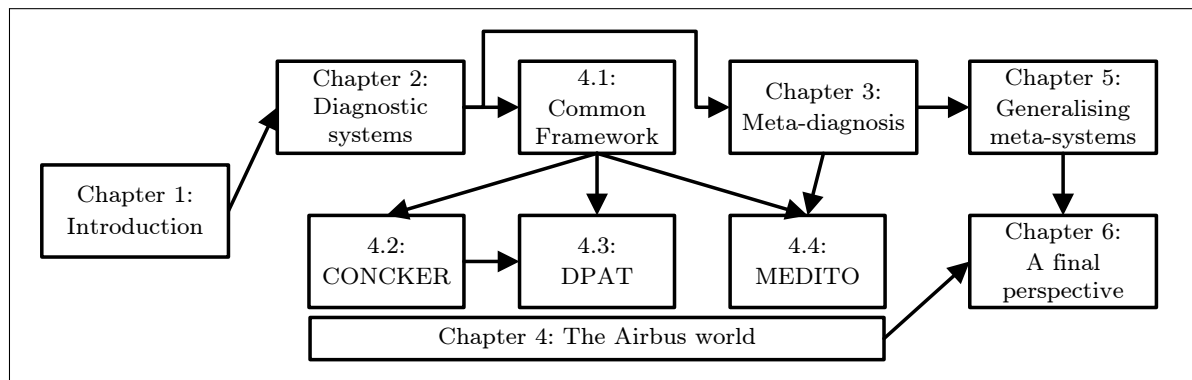 Chapter 2:
Diagnostic
systems
4.1:
Common
Framework
Chapter 3:
Meta-diagnosis
Chapter 5:
Generalising
meta-systems
Chapter 1:
Introduction
4.2:
CONCKER
4.3:
DPAT
4.4:
MEDITO
Chapter 6:
A final
perspective
Chapter 4: The Airbus world